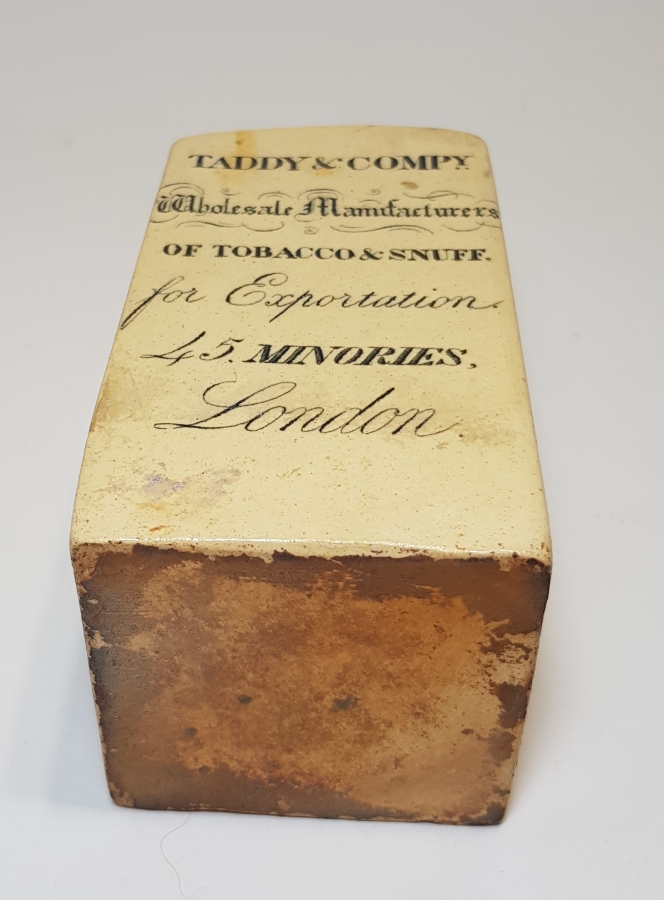 TADDY & COMPY.
Wholesale Manufacturers
OF TOBACCO & SNUFF.
for Exportation.
45. MINORIES,
London